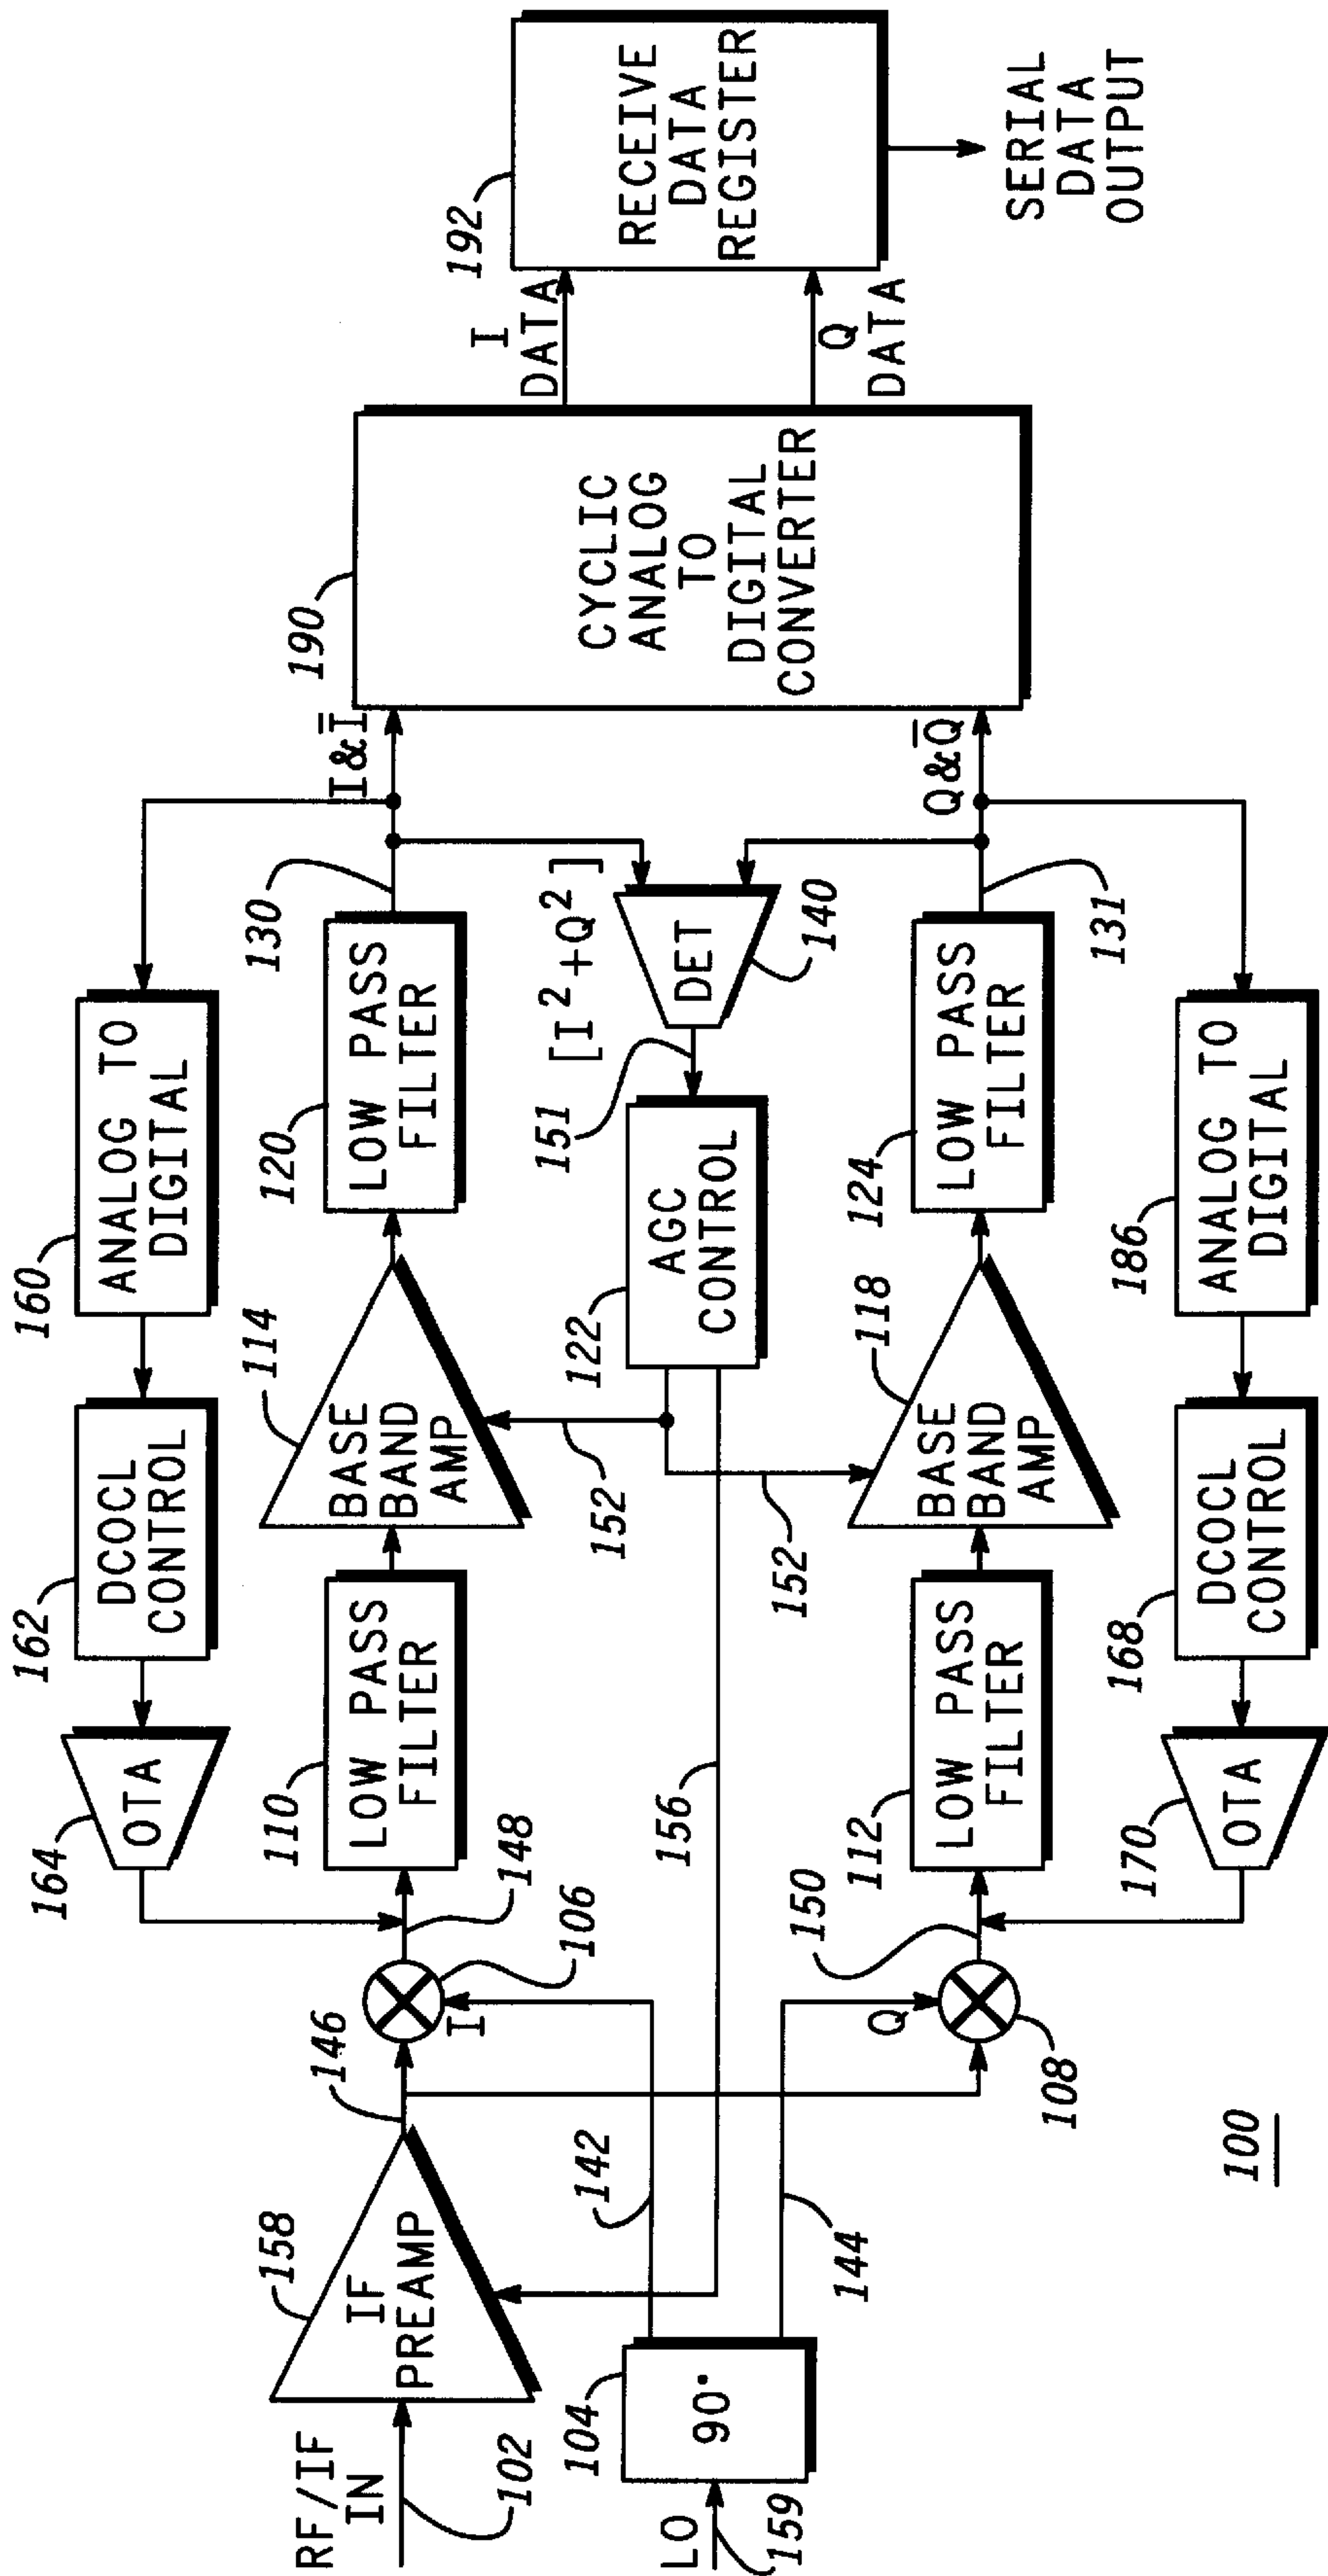 RF/IF
IN
102
158
IF
PREAMP
146
I
106
148
164
OTA
162
DCOCL
CONTROL
160
ANALOG TO
DIGITAL
110
LOW PASS
FILTER
114
BASE
BAND
AMP
120
LOW PASS
FILTER
130
I&Ī
190
CYCLIC
ANALOG
TO
DIGITAL
CONVERTER
I
DATA
Q
DATA
192
RECEIVE
DATA
REGISTER
SERIAL
DATA
OUTPUT
LO
159
104
90°
142
144
156
152
152
122
AGC
CONTROL
151
[I²+Q²]
DET
140
Q
108
150
112
LOW PASS
FILTER
118
BASE
BAND
AMP
124
LOW PASS
FILTER
131
Q&Q̄
170
OTA
168
DCOCL
CONTROL
186
ANALOG TO
DIGITAL
100